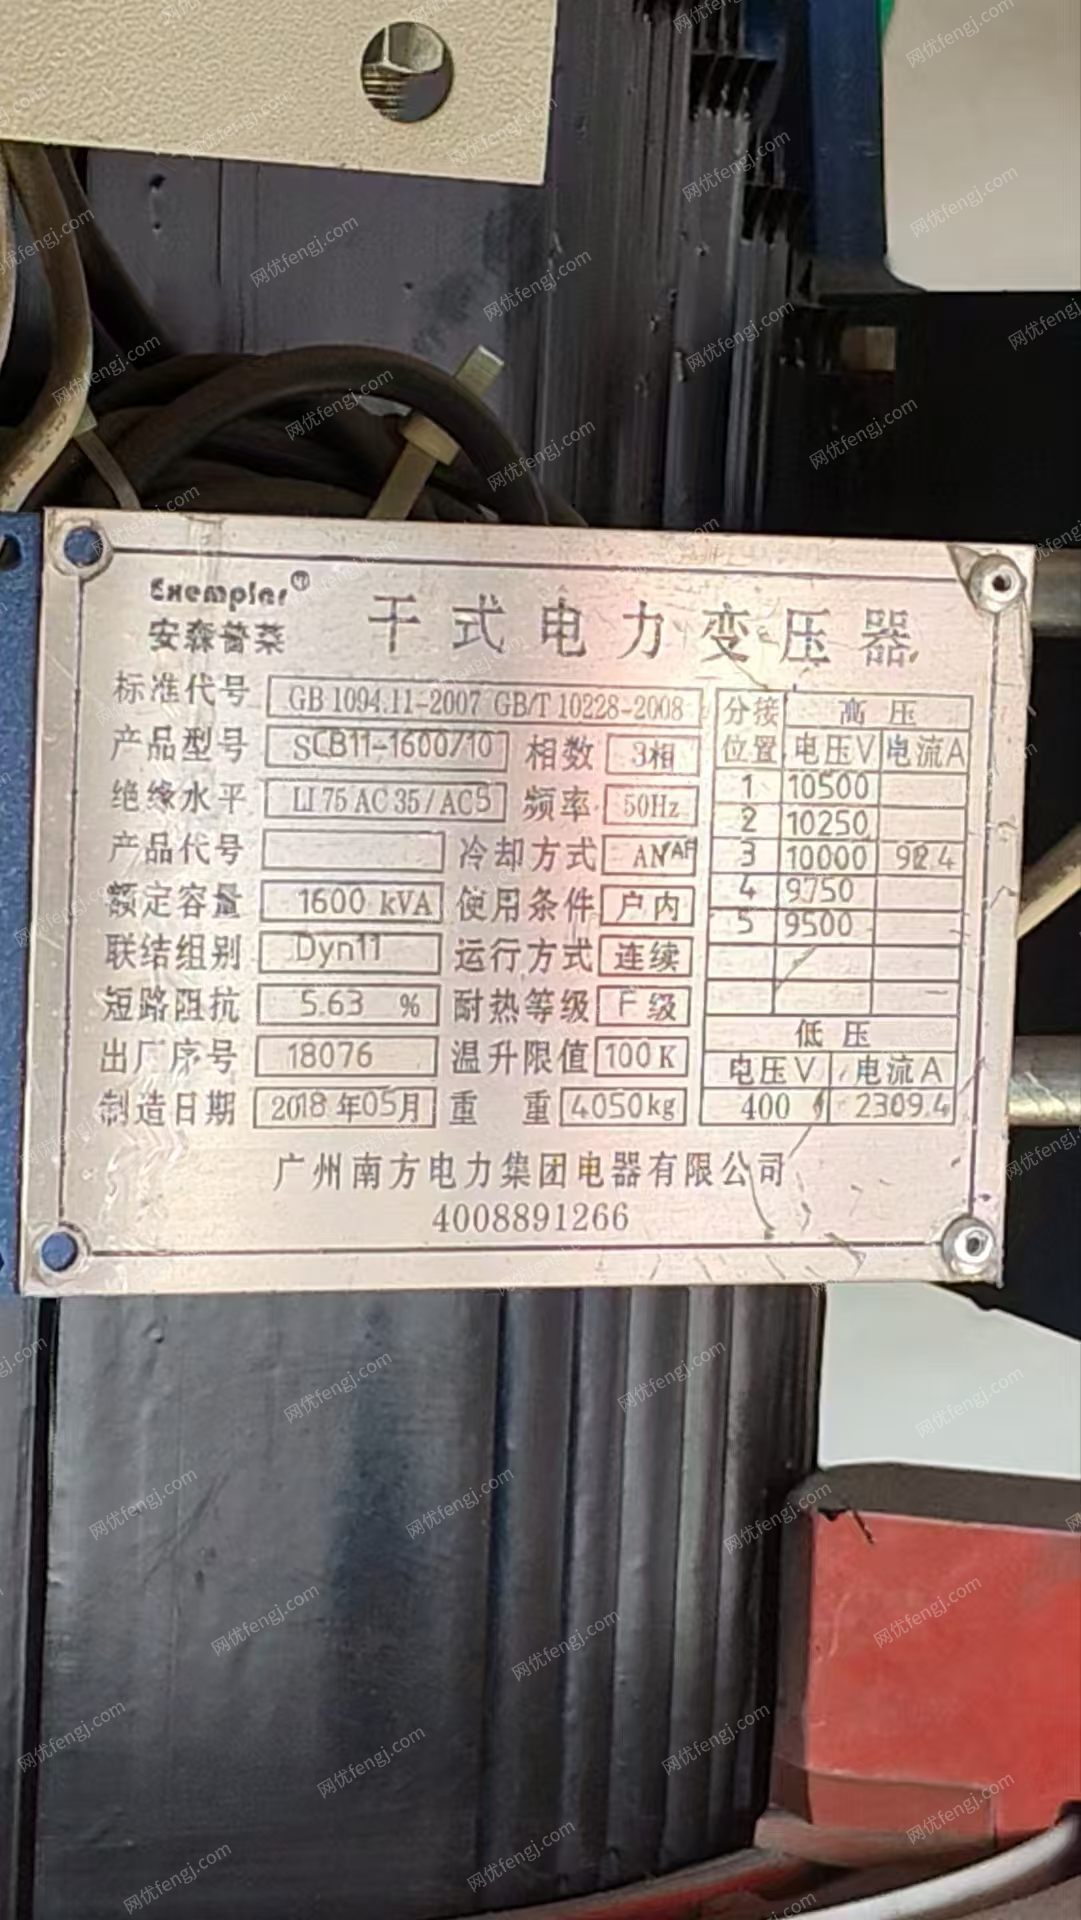 Exempler®
安森普菜
干式电力变压器
标准代号 GB 1094.11-2007 GB/T 10228-2008
产品型号 SCB11-1600/10 相数 3相
绝缘水平 LI 75 AC 35 / AC5 频率 50Hz
产品代号 冷却方式 AN/AF
额定容量 1600 kVA 使用条件 户内
联结组别 Dyn11 运行方式 连续
短路阻抗 5.63 % 耐热等级 F 级
出厂序号 18076 温升限值 100 K
制造日期 2018年05月 重 重 4050kg
分接位置 高压
电压V 电流A
1 10500
2 10250
3 10000 92.4
4 9750
5 9500
低压
电压V 电流A
400 2309.4
广州南方电力集团电器有限公司
4008891266
网优fengj.com